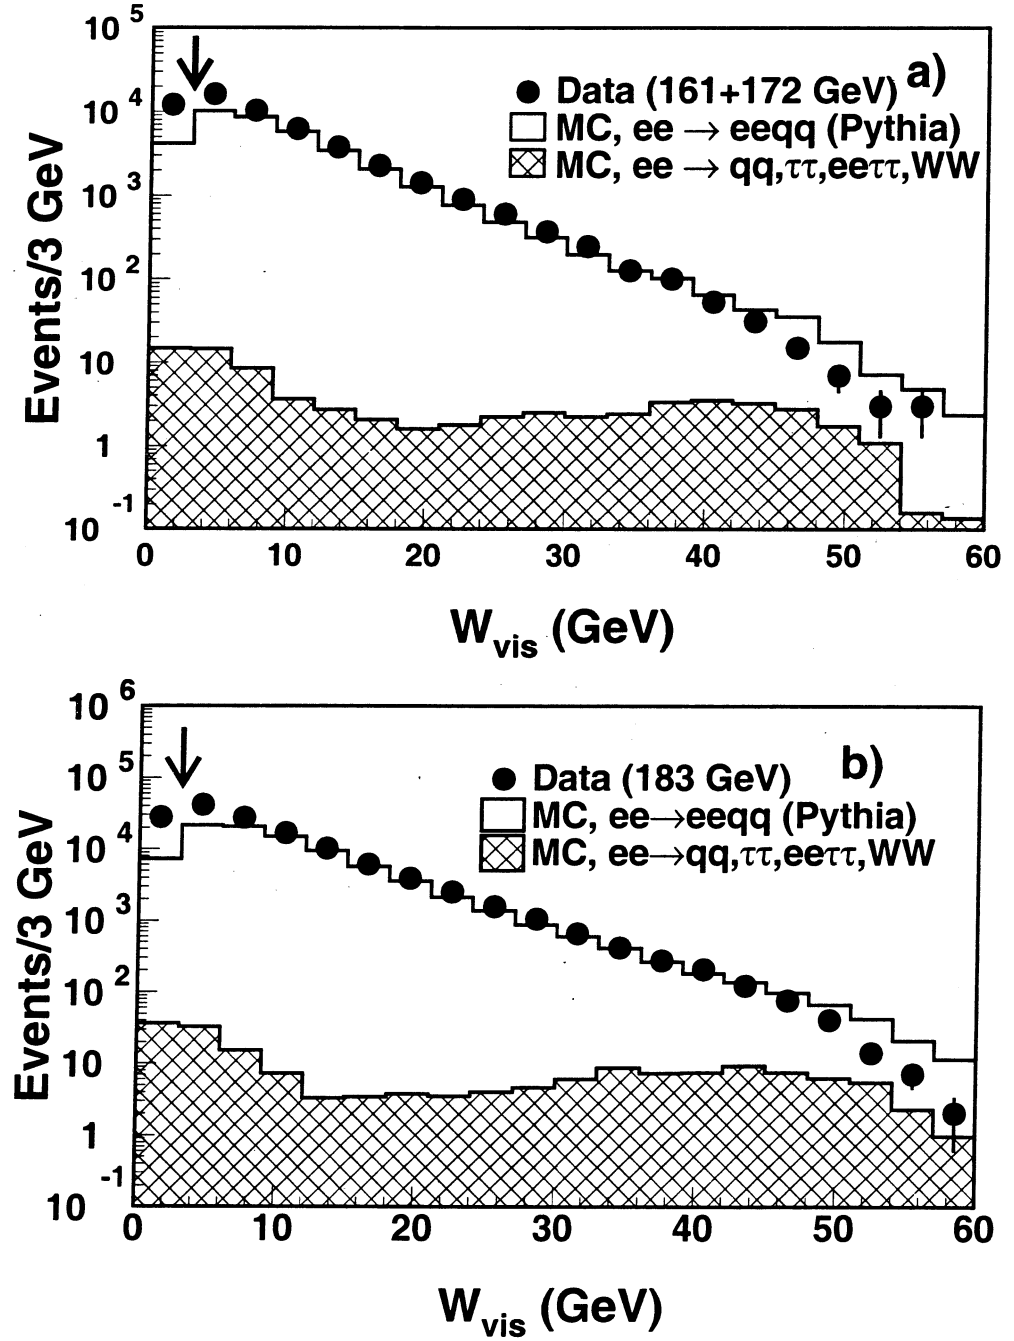 10 5
a)
Data (161+172 GeV)
10 4
MC, ee → eeqq (Pythia)
MC, ee → qq,ττ,eeττ,WW
10 3
10 2
10
1
10 -1
Events/3 GeV
0 10 20 30 40 50 60
W vis (GeV)
10 6
b)
Data (183 GeV)
10 5
MC, ee→eeqq (Pythia)
10 4
MC, ee→qq,ττ,eeττ,WW
10 3
10 2
10
1
10 -1
Events/3 GeV
0 10 20 30 40 50 60
W vis (GeV)